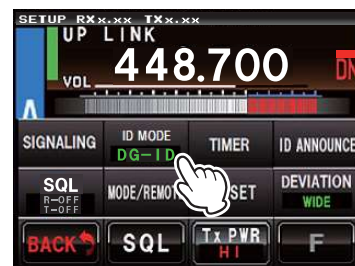 SETUP RXx.xx TXx.xx
UP LINK
VOL 448.700 DN
A
SIGNALING ID MODE TIMER ID ANNOUNCE
DG-ID
SQL MODE/REMOT SET DEVIATION
R-OFF WIDE
T-OFF
BACK SQL Tx PWR F
HI